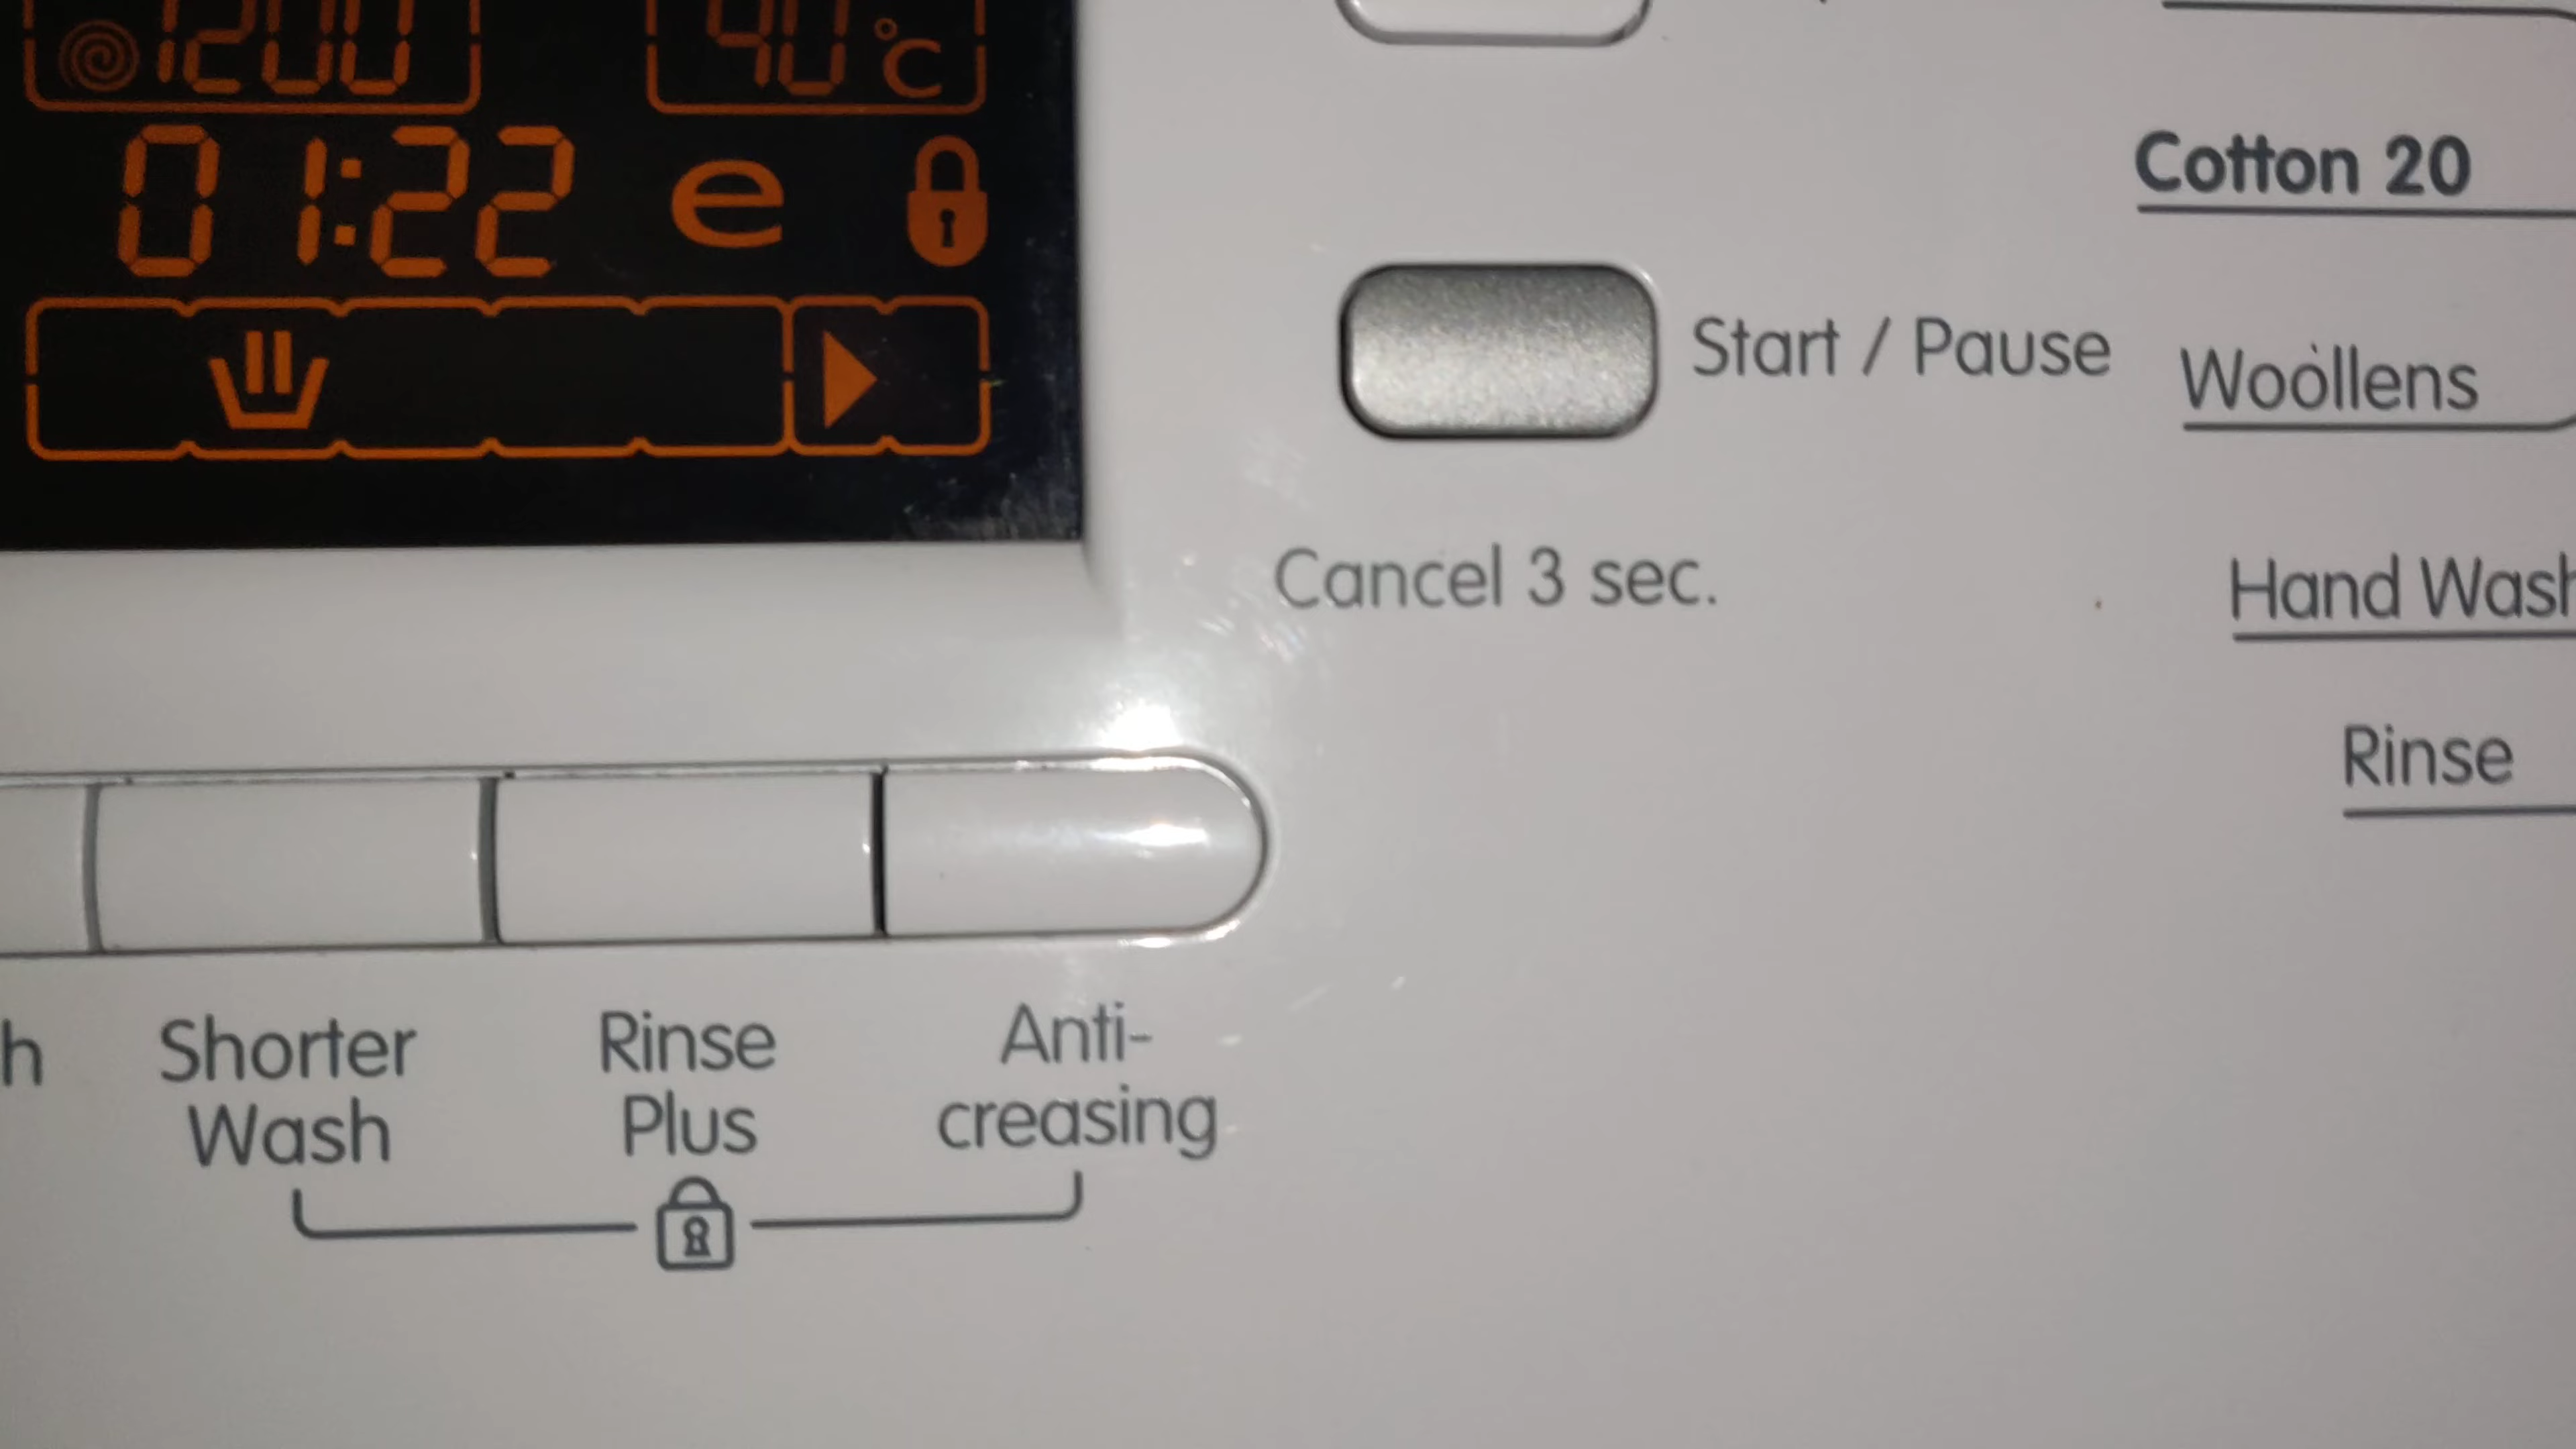 1200 40 °C
01:22 e
Cotton 20
Start / Pause
Woollens
Cancel 3 sec.
Hand Wash
Rinse
h
Shorter
Wash
Rinse
Plus
Anti-
creasing